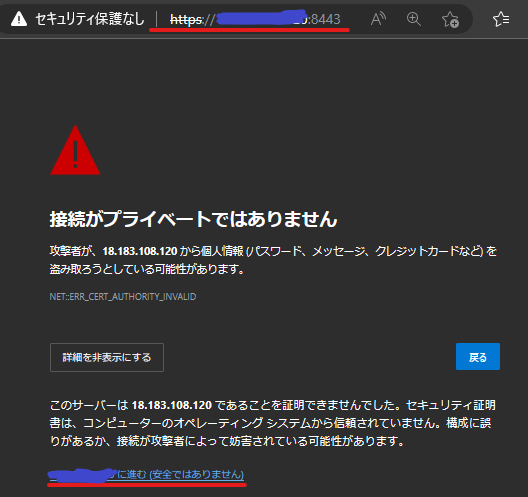 セキュリティ保護なし | https:// :8443
接続がプライベートではありません
攻撃者が、18.183.108.120 から個人情報 (パスワード、メッセージ、クレジットカードなど) を
盗み取ろうとしている可能性があります。
NET::ERR_CERT_AUTHORITY_INVALID
詳細を非表示にする
戻る
このサーバーは 18.183.108.120 であることを証明できませんでした。セキュリティ証明
書は、コンピューターのオペレーティング システムから信頼されていません。構成に誤
りがあるか、接続が攻撃者によって妨害されている可能性があります。
に進む (安全ではありません)